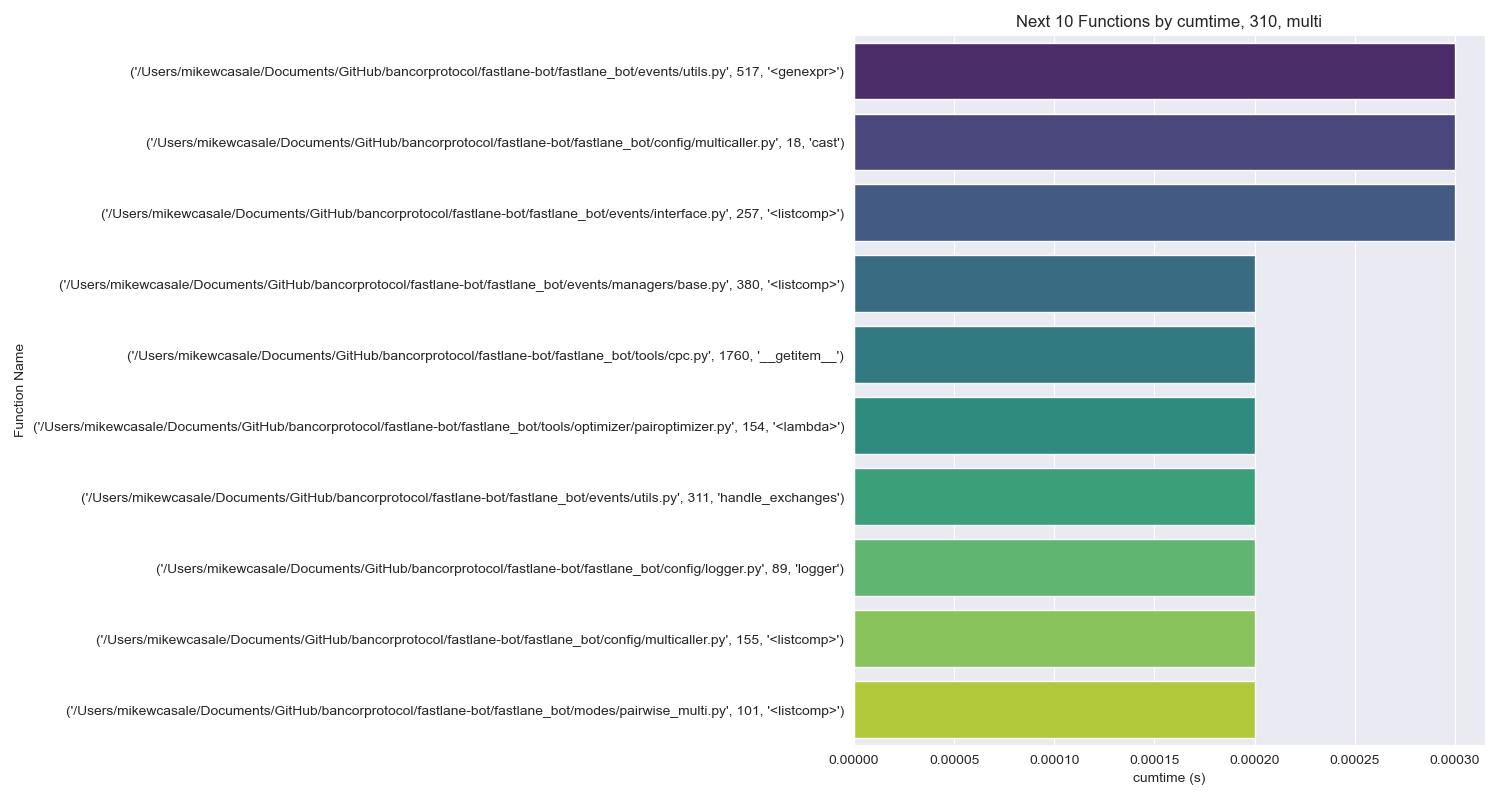 Next 10 Functions by cumtime, 310, multi
('/Users/mikewcasale/Documents/GitHub/bancorprotocol/fastlane-bot/fastlane_bot/events/utils.py', 517, '<genexpr>')
('/Users/mikewcasale/Documents/GitHub/bancorprotocol/fastlane-bot/fastlane_bot/config/multicaller.py', 18, 'cast')
('/Users/mikewcasale/Documents/GitHub/bancorprotocol/fastlane-bot/fastlane_bot/events/interface.py', 257, '<listcomp>')
('/Users/mikewcasale/Documents/GitHub/bancorprotocol/fastlane-bot/fastlane_bot/events/managers/base.py', 380, '<listcomp>')
('/Users/mikewcasale/Documents/GitHub/bancorprotocol/fastlane-bot/fastlane_bot/tools/cpc.py', 1760, '__getitem__')
('/Users/mikewcasale/Documents/GitHub/bancorprotocol/fastlane-bot/fastlane_bot/tools/optimizer/pairoptimizer.py', 154, '<lambda>')
('/Users/mikewcasale/Documents/GitHub/bancorprotocol/fastlane-bot/fastlane_bot/events/utils.py', 311, 'handle_exchanges')
('/Users/mikewcasale/Documents/GitHub/bancorprotocol/fastlane-bot/fastlane_bot/config/logger.py', 89, 'logger')
('/Users/mikewcasale/Documents/GitHub/bancorprotocol/fastlane-bot/fastlane_bot/config/multicaller.py', 155, '<listcomp>')
('/Users/mikewcasale/Documents/GitHub/bancorprotocol/fastlane-bot/fastlane_bot/modes/pairwise_multi.py', 101, '<listcomp>')
Function Name
0.00000 0.00005 0.00010 0.00015 0.00020 0.00025 0.00030
cumtime (s)